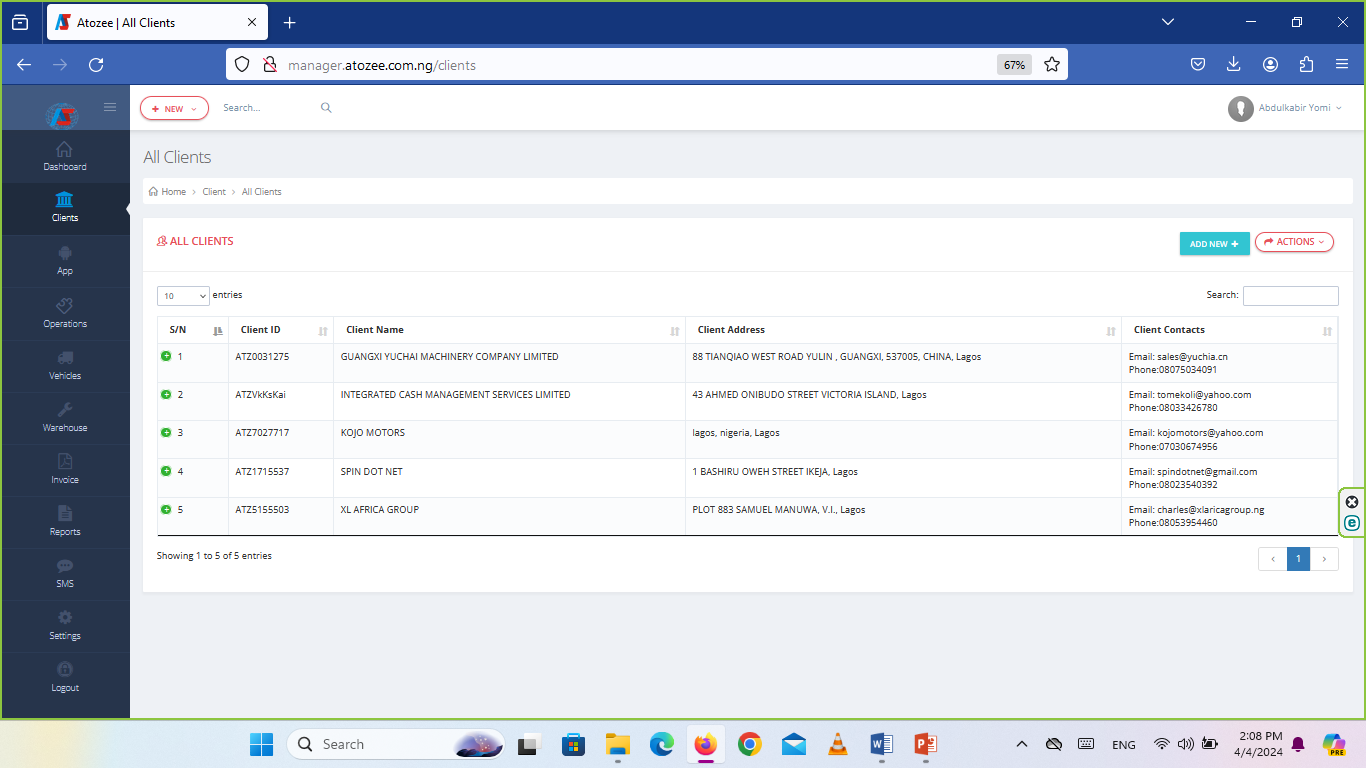 Atozee | All Clients
manager.atozee.com.ng/clients
67%
NEW
Search...
Abdulkabir Yomi
Dashboard
Clients
App
Operations
Vehicles
Warehouse
Invoice
Reports
SMS
Settings
Logout
All Clients
Home > Client > All Clients
ALL CLIENTS
ADD NEW +
ACTIONS
10 entries
Search:
S/N Client ID Client Name Client Address Client Contacts
1 ATZ0031275 GUANGXI YUCHAI MACHINERY COMPANY LIMITED 88 TIANQIAO WEST ROAD YULIN , GUANGXI, 537005, CHINA, Lagos Email: sales@yuchia.cn
Phone:08075034091
2 ATZVkKsKai INTEGRATED CASH MANAGEMENT SERVICES LIMITED 43 AHMED ONIBUDO STREET VICTORIA ISLAND, Lagos Email: tomekoli@yahoo.com
Phone:08033426780
3 ATZ7027717 KOJO MOTORS lagos, nigeria, Lagos Email: kojomotors@yahoo.com
Phone:07030674956
4 ATZ1715537 SPIN DOT NET 1 BASHIRU OWEH STREET IKEJA, Lagos Email: spindotnet@gmail.com
Phone:08023540392
5 ATZ5155503 XL AFRICA GROUP PLOT 883 SAMUEL MANUWA, V.I., Lagos Email: charles@xlaricagroup.ng
Phone:08053954460
Showing 1 to 5 of 5 entries
‹ 1 ›
Search
ENG
2:08 PM
4/4/2024
PRE